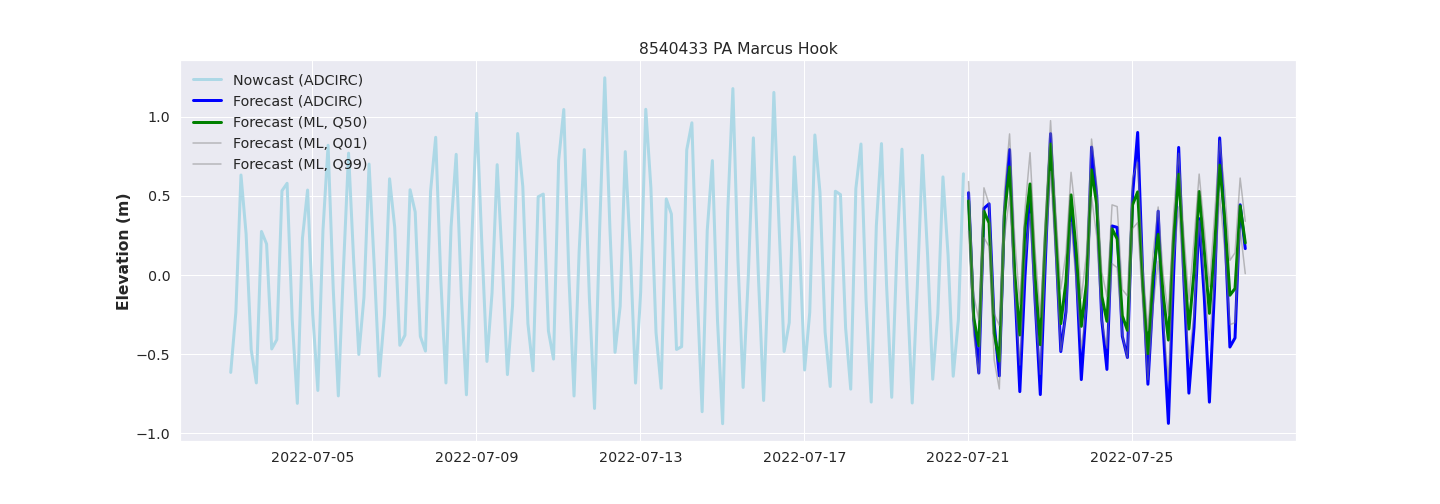 8540433 PA Marcus Hook
Nowcast (ADCIRC)
Forecast (ADCIRC)
Forecast (ML, Q50)
Forecast (ML, Q01)
Forecast (ML, Q99)
Elevation (m)
1.0
0.5
0.0
−0.5
−1.0
2022-07-05
2022-07-09
2022-07-13
2022-07-17
2022-07-21
2022-07-25